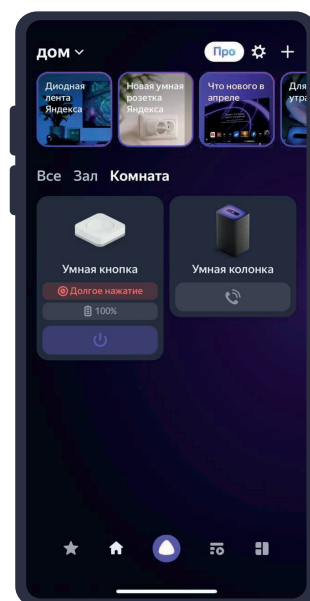 дом
Про
Диодная
лента
Яндекса
Новая умная
розетка
Яндекса
Что нового в
апреле
Для
утра
Все Зал Комната
Умная кнопка
Долгое нажатие
100%
Умная колонка